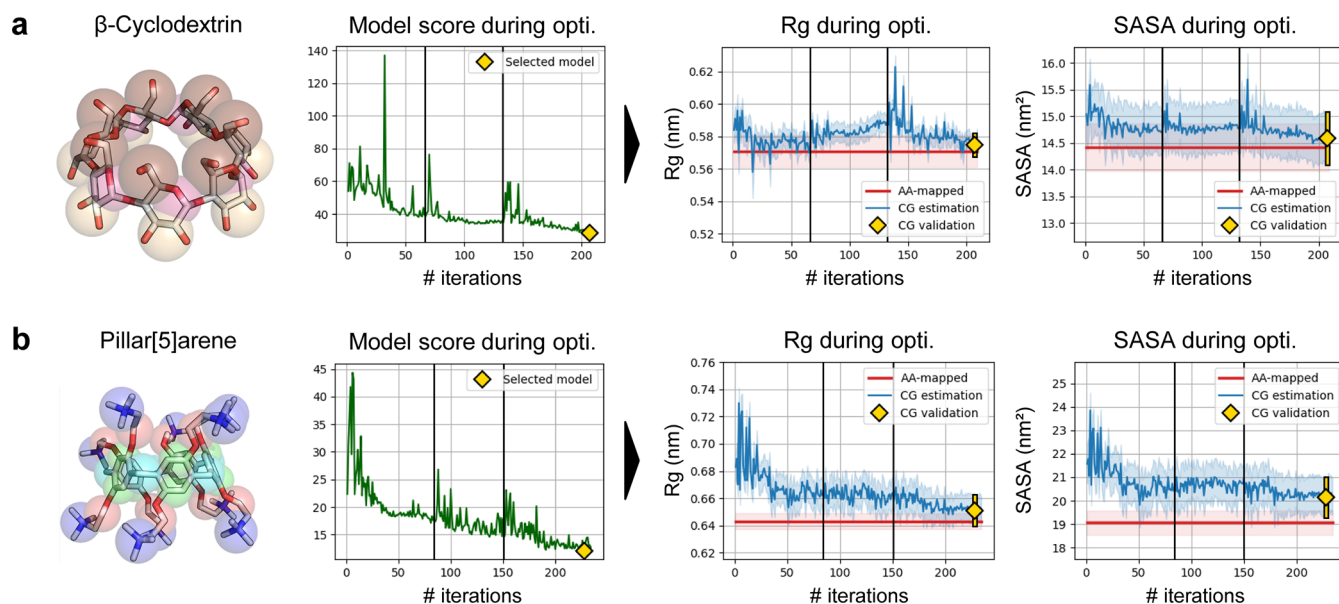 a
β-Cyclodextrin
Model score during opti.
140
120
100
80
60
40
0
50
100
150
200
Selected model
# iterations
Rg during opti.
Rg (nm)
0.62
0.60
0.58
0.56
0.54
0.52
0
50
100
150
200
AA-mapped
CG estimation
CG validation
# iterations
SASA during opti.
SASA (nm²)
16.0
15.5
15.0
14.5
14.0
13.5
13.0
0
50
100
150
200
AA-mapped
CG estimation
CG validation
# iterations
b
Pillar[5]arene
Model score during opti.
45
40
35
30
25
20
15
0
50
100
150
200
Selected model
# iterations
Rg during opti.
Rg (nm)
0.76
0.74
0.72
0.70
0.68
0.66
0.64
0.62
0
50
100
150
200
AA-mapped
CG estimation
CG validation
# iterations
SASA during opti.
SASA (nm²)
25
24
23
22
21
20
19
18
0
50
100
150
200
AA-mapped
CG estimation
CG validation
# iterations